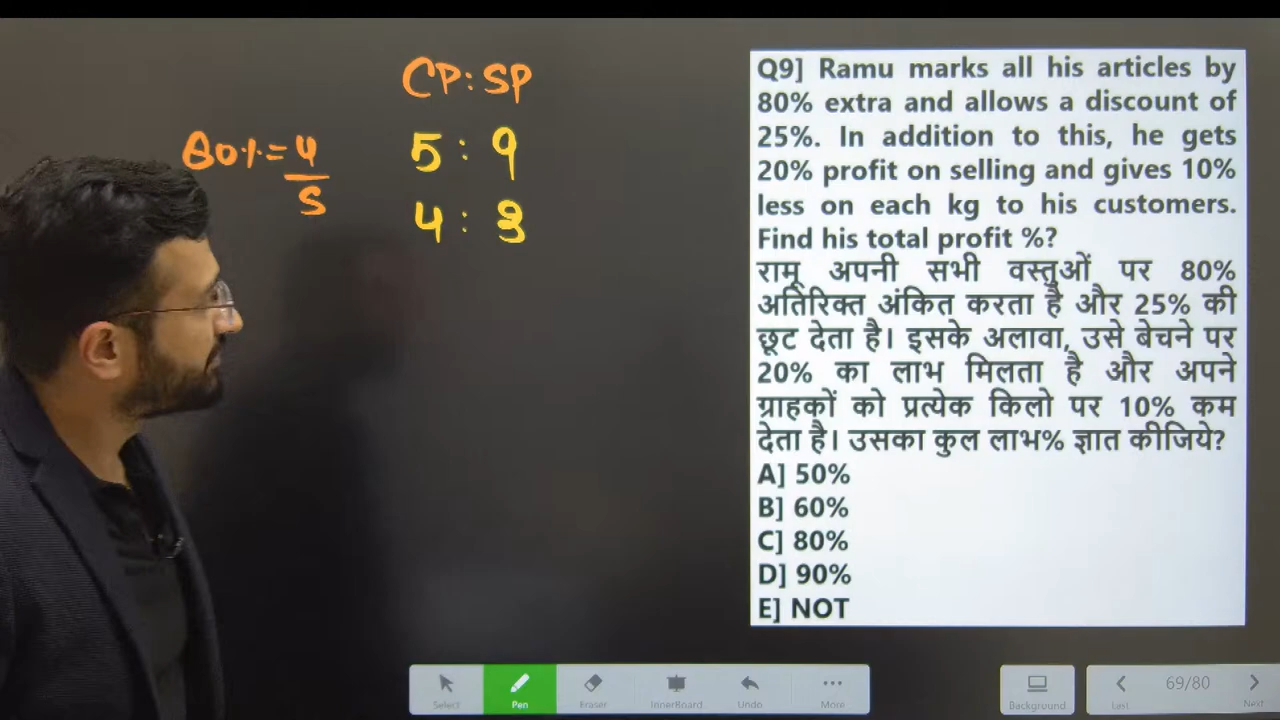 CP : SP
80% = 4/5
5 : 9
4 : 3
Q9] Ramu marks all his articles by
80% extra and allows a discount of
25%. In addition to this, he gets
20% profit on selling and gives 10%
less on each kg to his customers.
Find his total profit %?
रामू अपनी सभी वस्तुओं पर 80%
अतिरिक्त अंकित करता है और 25% की
छूट देता है। इसके अलावा, उसे बेचने पर
20% का लाभ मिलता है और अपने
ग्राहकों को प्रत्येक किलो पर 10% कम
देता है। उसका कुल लाभ% ज्ञात कीजिये?
A] 50%
B] 60%
C] 80%
D] 90%
E] NOT
Select
Pen
Eraser
InnerBoard
Undo
More
Background
Last
69/80
Next